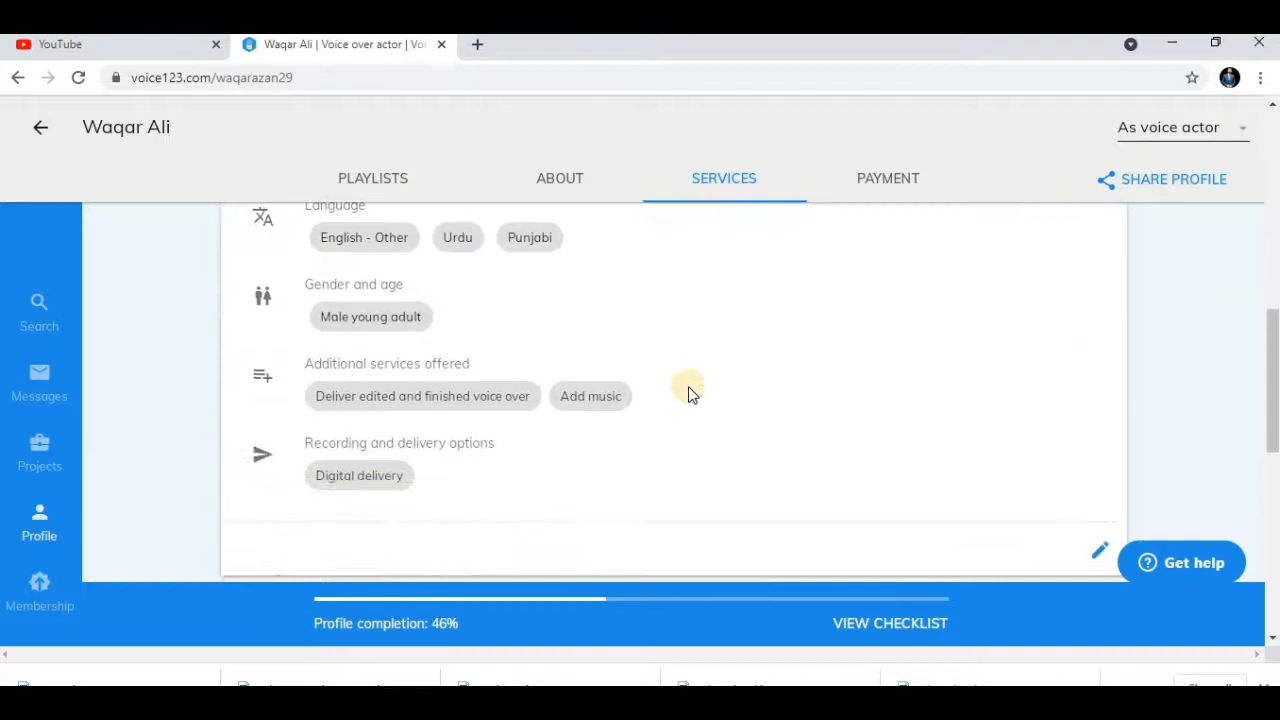 YouTube
Waqar Ali | Voice over actor | Voi
voice123.com/waqarazan29
Waqar Ali
As voice actor
PLAYLISTS
ABOUT
SERVICES
PAYMENT
SHARE PROFILE
Language
English - Other
Urdu
Punjabi
Gender and age
Male young adult
Additional services offered
Deliver edited and finished voice over
Add music
Recording and delivery options
Digital delivery
Search
Messages
Projects
Profile
Membership
Get help
Profile completion: 46%
VIEW CHECKLIST